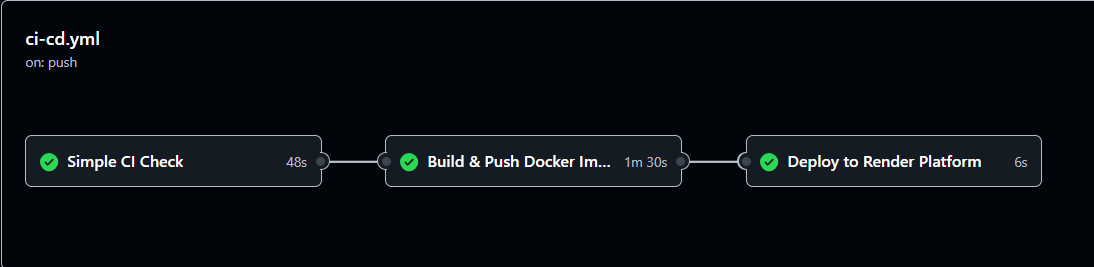 ci-cd.yml
on: push
Simple CI Check 48s
Build & Push Docker Im... 1m 30s
Deploy to Render Platform 6s